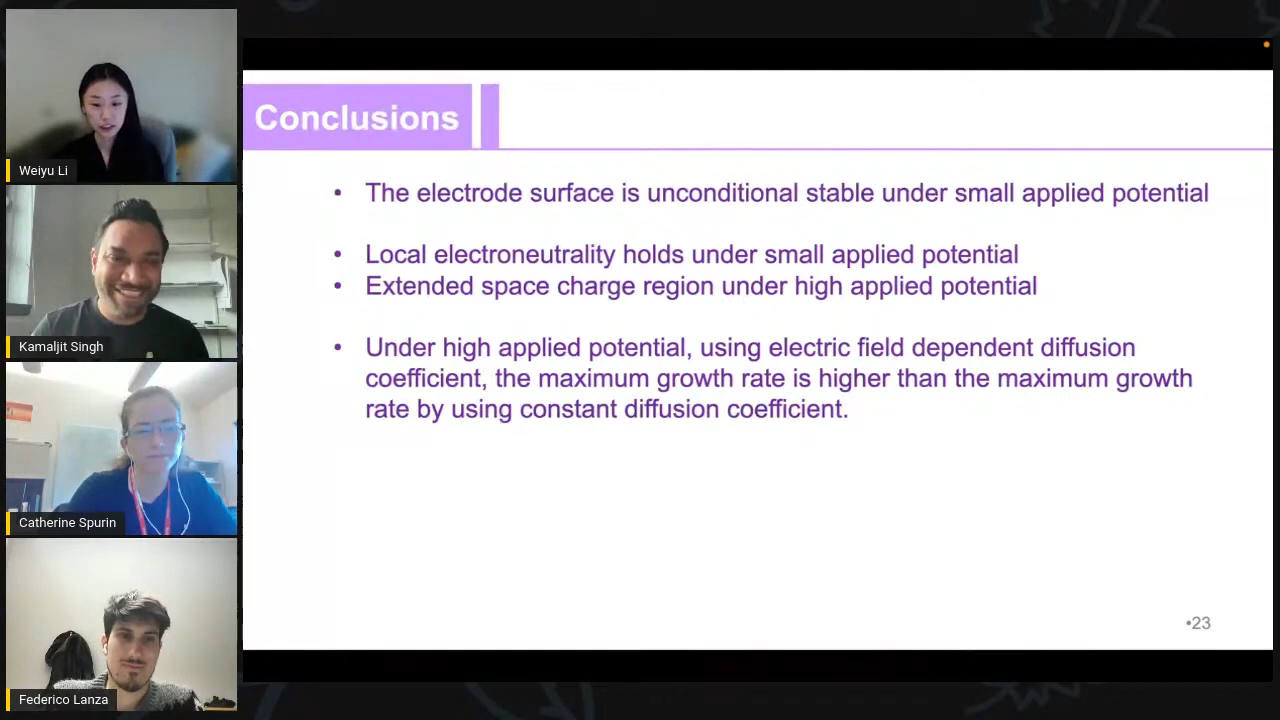 Weiyu Li
Kamaljit Singh
Catherine Spurin
Federico Lanza
Conclusions
• The electrode surface is unconditional stable under small applied potential
• Local electroneutrality holds under small applied potential
• Extended space charge region under high applied potential
• Under high applied potential, using electric field dependent diffusion
coefficient, the maximum growth rate is higher than the maximum growth
rate by using constant diffusion coefficient.
•23